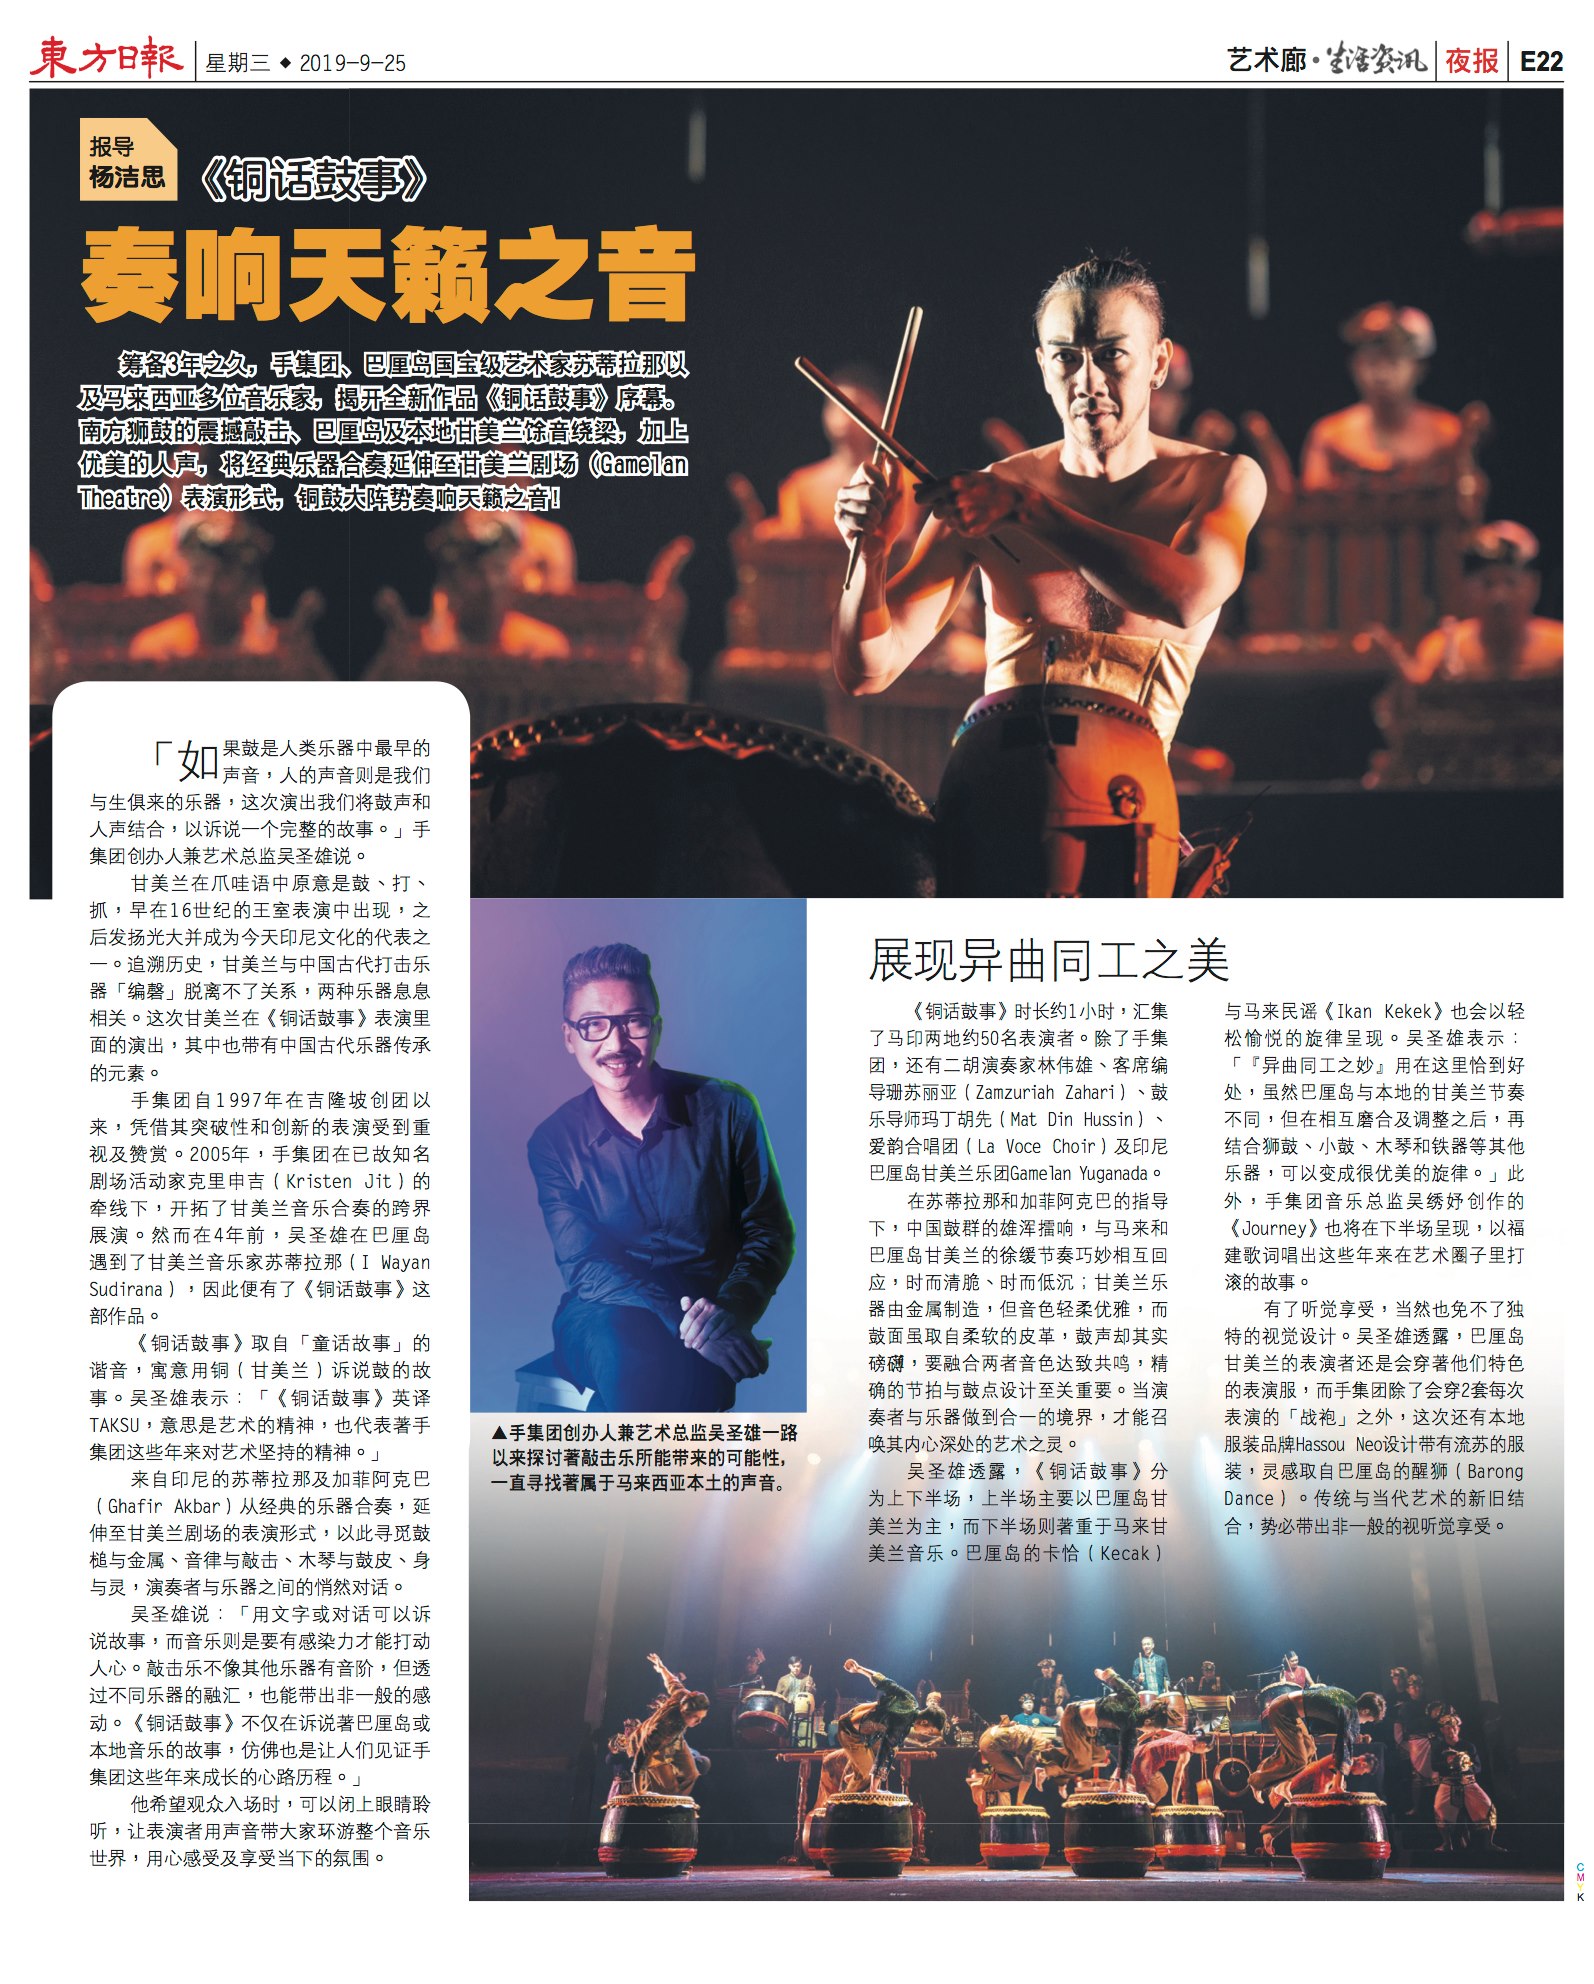 東方日報
星期三 ◆ 2019-9-25
艺术廊·生活资讯
夜报
E22
报导
杨洁思
《铜话鼓事》
奏响天籁之音
筹备3年之久，手集团、巴厘岛国宝级艺术家苏蒂拉那以
及马来西亚多位音乐家，揭开全新作品《铜话鼓事》序幕。
南方狮鼓的震撼敲击、巴厘岛及本地甘美兰馀音绕梁，加上
优美的人声，将经典乐器合奏延伸至甘美兰剧场（Gamelan
Theatre）表演形式，铜鼓大阵势奏响天籁之音！
「如果鼓是人类乐器中最早的
声音，人的声音则是我们
与生俱来的乐器，这次演出我们将鼓声和
人声结合，以诉说一个完整的故事。」手
集团创办人兼艺术总监吴圣雄说。
甘美兰在爪哇语中原意是鼓、打、
抓，早在16世纪的王室表演中出现，之
后发扬光大并成为今天印尼文化的代表之
一。追溯历史，甘美兰与中国古代打击乐
器「编磬」脱离不了关系，两种乐器息息
相关。这次甘美兰在《铜话鼓事》表演里
面的演出，其中也带有中国古代乐器传承
的元素。
手集团自1997年在吉隆坡创团以
来，凭借其突破性和创新的表演受到重
视及赞赏。2005年，手集团在已故知名
剧场活动家克里申吉（Kristen Jit）的
牵线下，开拓了甘美兰音乐合奏的跨界
展演。然而在4年前，吴圣雄在巴厘岛
遇到了甘美兰音乐家苏蒂拉那（I Wayan
Sudirana），因此便有了《铜话鼓事》这
部作品。
《铜话鼓事》取自「童话故事」的
谐音，寓意用铜（甘美兰）诉说鼓的故
事。吴圣雄表示：「《铜话鼓事》英译
TAKSU，意思是艺术的精神，也代表著手
集团这些年来对艺术坚持的精神。」
来自印尼的苏蒂拉那及加菲阿克巴
（Ghafir Akbar）从经典的乐器合奏，延
伸至甘美兰剧场的表演形式，以此寻觅鼓
槌与金属、音律与敲击、木琴与鼓皮、身
与灵，演奏者与乐器之间的悄然对话。
吴圣雄说：「用文字或对话可以诉
说故事，而音乐则是要有感染力才能打动
人心。敲击乐不像其他乐器有音阶，但透
过不同乐器的融汇，也能带出非一般的感
动。《铜话鼓事》不仅在诉说著巴厘岛或
本地音乐的故事，仿佛也是让人们见证手
集团这些年来成长的心路历程。」
他希望观众入场时，可以闭上眼睛聆
听，让表演者用声音带大家环游整个音乐
世界，用心感受及享受当下的氛围。
▲手集团创办人兼艺术总监吴圣雄一路
以来探讨著敲击乐所能带来的可能性，
一直寻找著属于马来西亚本土的声音。
展现异曲同工之美
《铜话鼓事》时长约1小时，汇集
了马印两地约50名表演者。除了手集
团，还有二胡演奏家林伟雄、客席编
导珊苏丽亚（Zamzuriah Zahari）、鼓
乐导师玛丁胡先（Mat Din Hussin）、
爱韵合唱团（La Voce Choir）及印尼
巴厘岛甘美兰乐团Gamelan Yuganada。
在苏蒂拉那和加菲阿克巴的指导
下，中国鼓群的雄浑擂响，与马来和
巴厘岛甘美兰的徐缓节奏巧妙相互回
应，时而清脆、时而低沉；甘美兰乐
器由金属制造，但音色轻柔优雅，而
鼓面虽取自柔软的皮革，鼓声却其实
磅礴，要融合两者音色达致共鸣，精
确的节拍与鼓点设计至关重要。当演
奏者与乐器做到合一的境界，才能召
唤其内心深处的艺术之灵。
吴圣雄透露，《铜话鼓事》分
为上下半场，上半场主要以巴厘岛甘
美兰为主，而下半场则著重于马来甘
美兰音乐。巴厘岛的卡恰（Kecak）
与马来民谣《Ikan Kekek》也会以轻
松愉悦的旋律呈现。吴圣雄表示：
「『异曲同工之妙』用在这里恰到好
处，虽然巴厘岛与本地的甘美兰节奏
不同，但在相互磨合及调整之后，再
结合狮鼓、小鼓、木琴和铁器等其他
乐器，可以变成很优美的旋律。」此
外，手集团音乐总监吴绣妤创作的
《Journey》也将在下半场呈现，以福
建歌词唱出这些年来在艺术圈子里打
滚的故事。
有了听觉享受，当然也免不了独
特的视觉设计。吴圣雄透露，巴厘岛
甘美兰的表演者还是会穿著他们特色
的表演服，而手集团除了会穿2套每次
表演的「战袍」之外，这次还有本地
服装品牌Hassou Neo设计带有流苏的服
装，灵感取自巴厘岛的醒狮（Barong
Dance）。传统与当代艺术的新旧结
合，势必带出非一般的视听觉享受。
C
M
Y
K